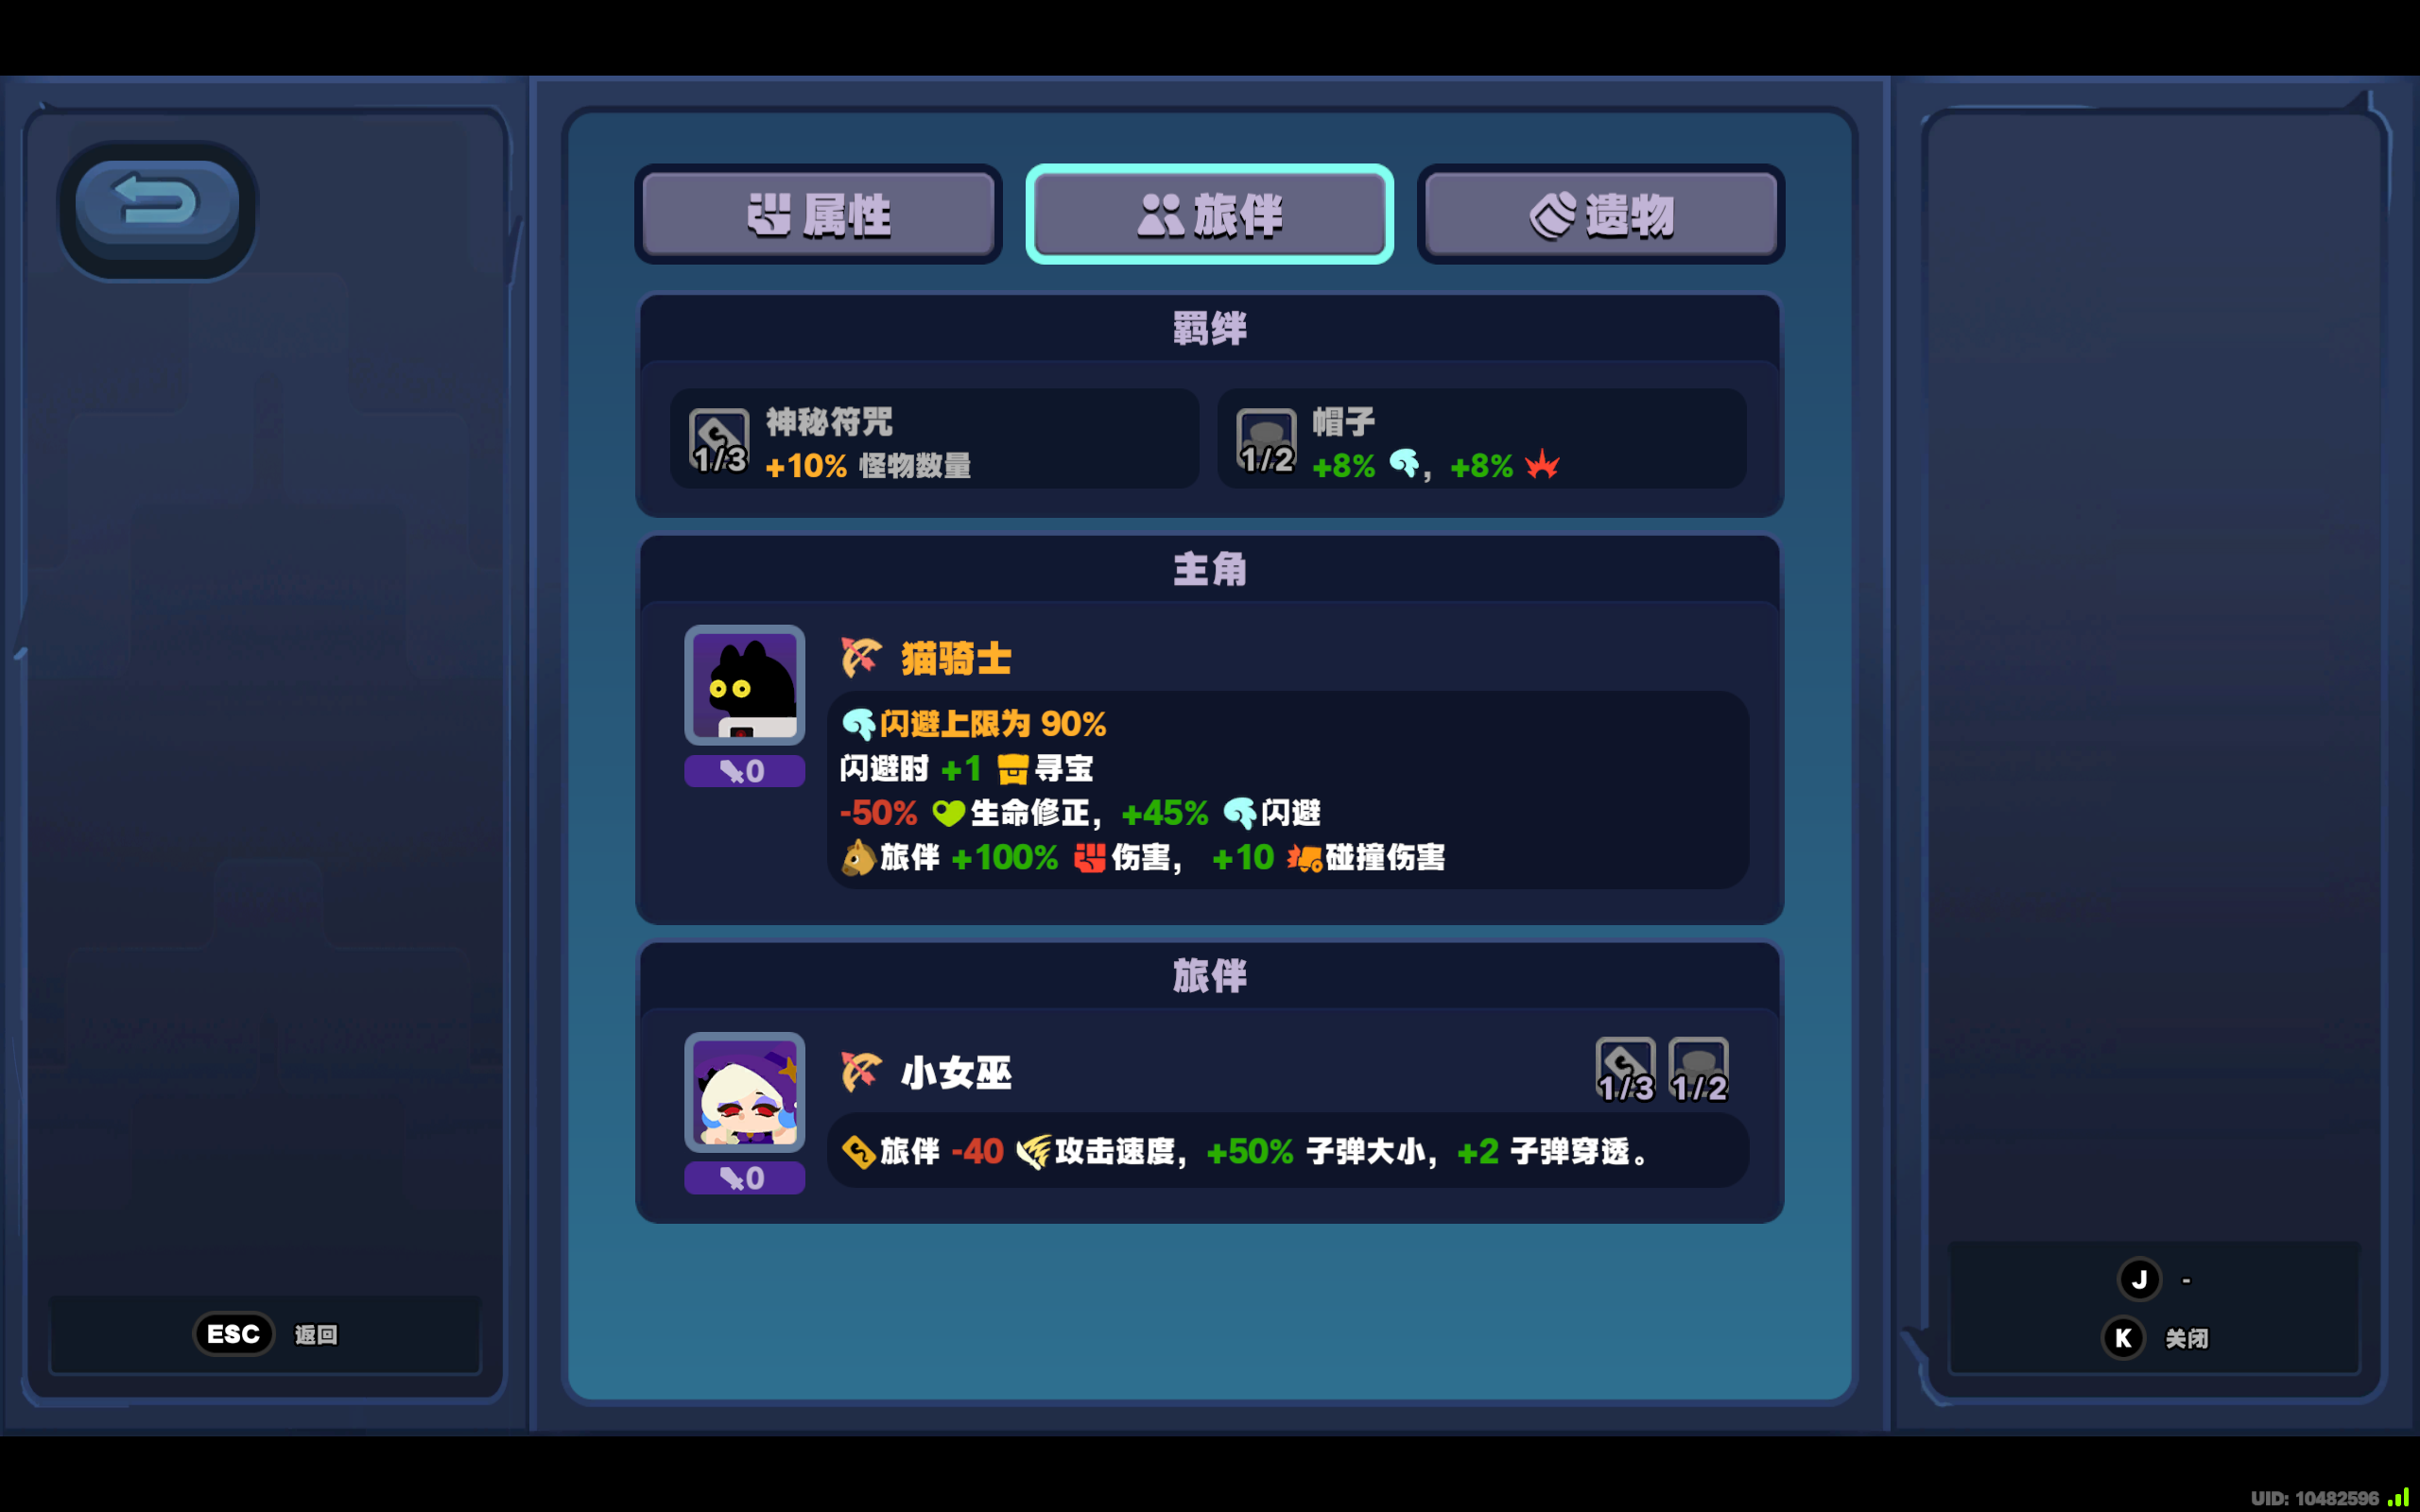 属性
旅伴
遗物
羁绊
1/3
神秘符咒
+10% 怪物数量
1/2
帽子
+8% , +8%
主角
猫骑士
0
闪避上限为 90%
闪避时 +1 寻宝
-50% 生命修正，+45% 闪避
旅伴 +100% 伤害， +10 碰撞伤害
旅伴
小女巫
1/3 1/2
0
旅伴 -40 攻击速度，+50% 子弹大小，+2 子弹穿透。
ESC 返回
J -
K 关闭
UID: 10482596